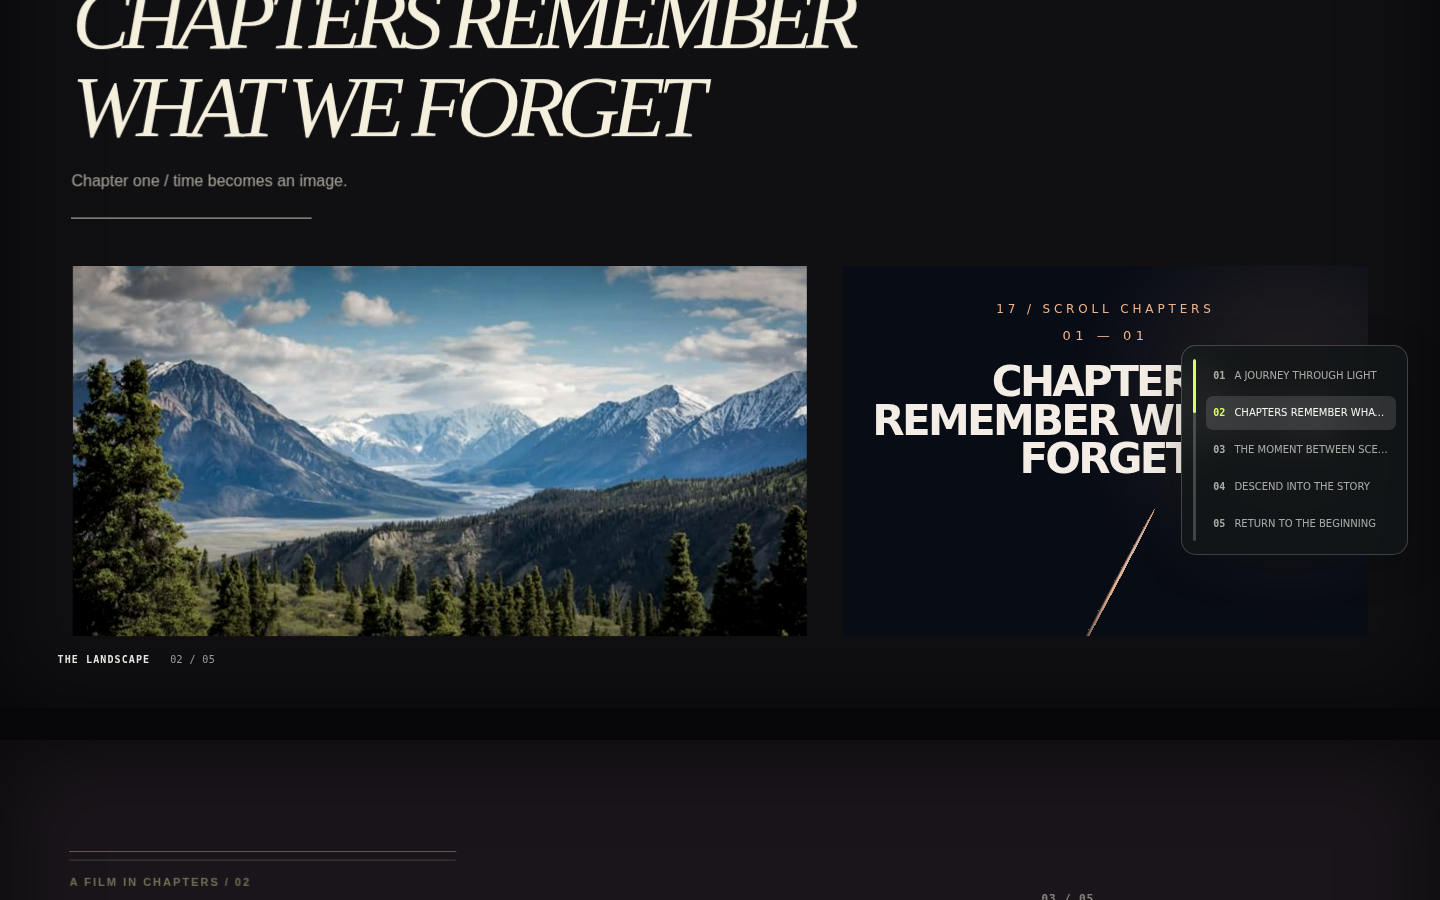 CHAPTERS REMEMBER
WHAT WE FORGET
Chapter one / time becomes an image.
17 / SCROLL CHAPTERS
01 — 01
CHAPTER
REMEMBER
FORGET
01 A JOURNEY THROUGH LIGHT
02 CHAPTERS REMEMBER WHA...
03 THE MOMENT BETWEEN SCE...
04 DESCEND INTO THE STORY
05 RETURN TO THE BEGINNING
THE LANDSCAPE 02 / 05
A FILM IN CHAPTERS / 02
03 / 05